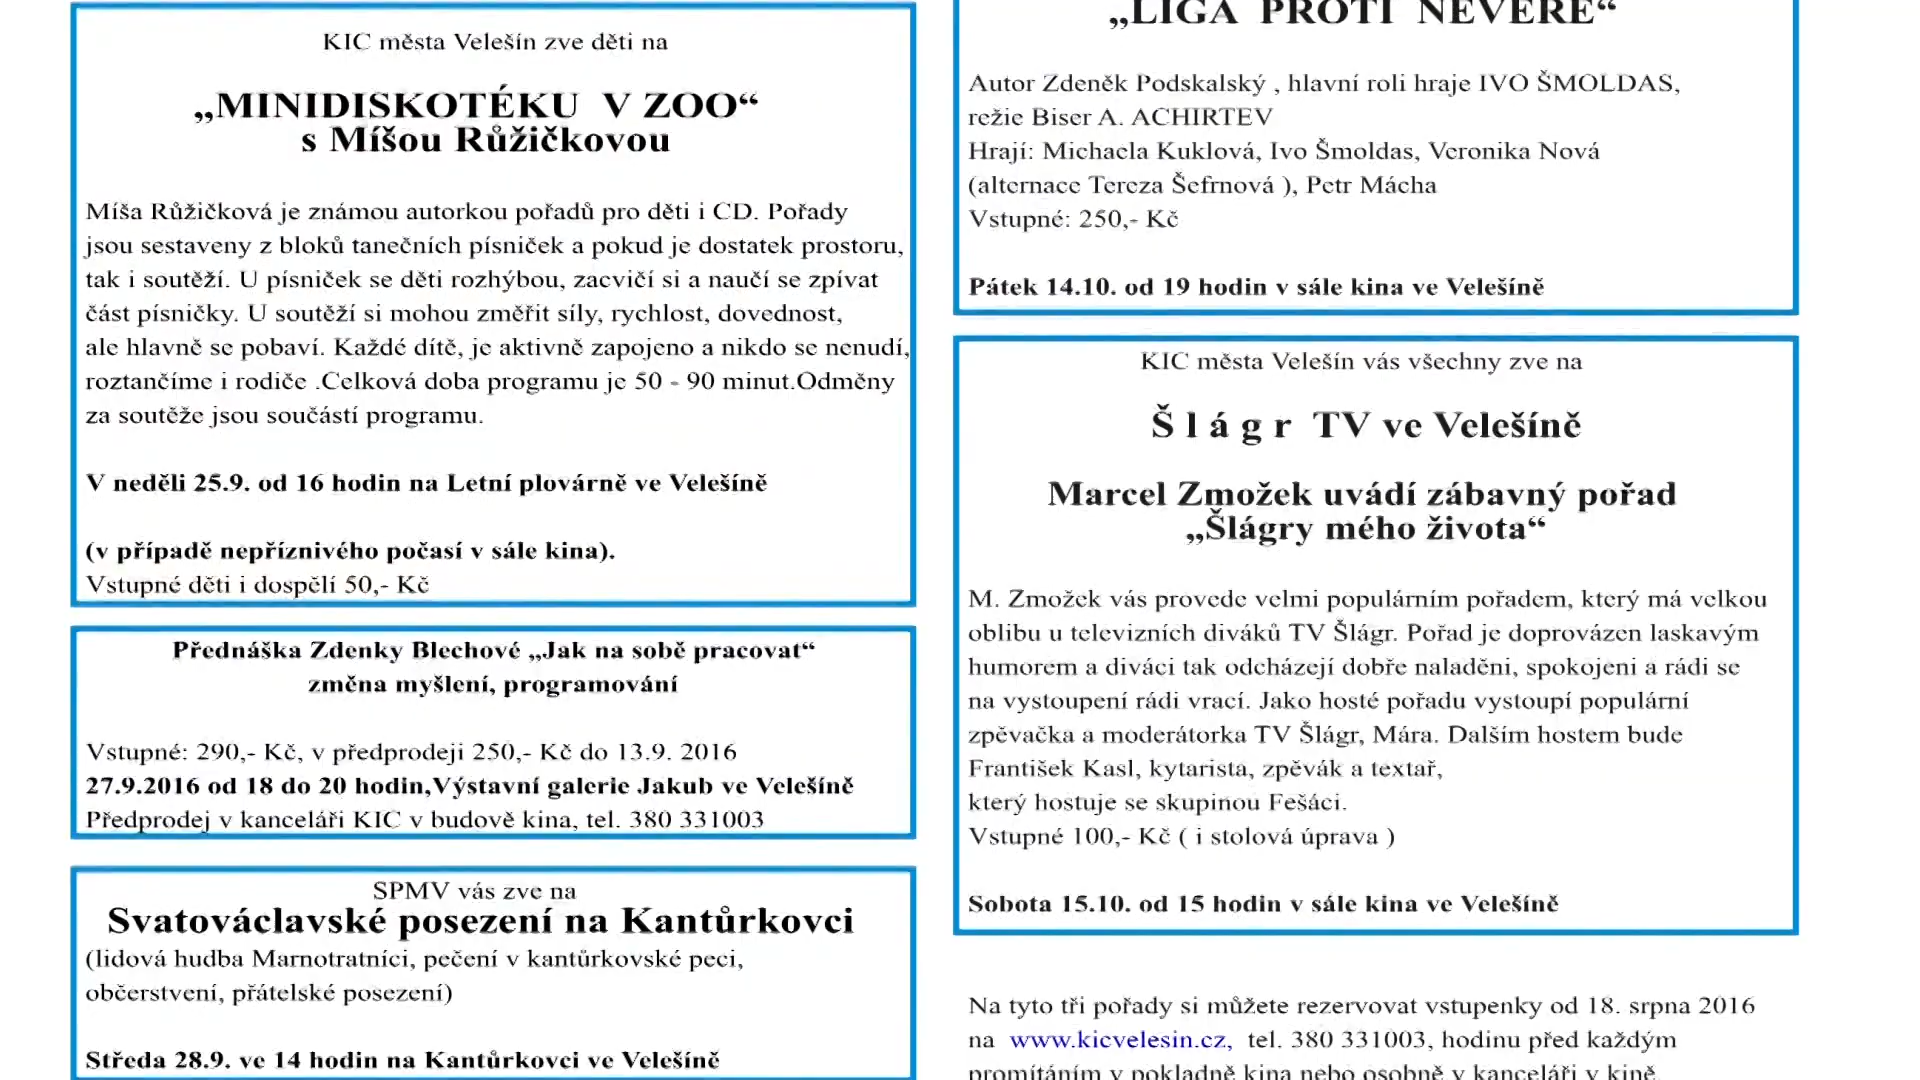 KIC města Velešín zve děti na
„MINIDISKOTÉKU V ZOO“
s Míšou Růžičkovou
Míša Růžičková je známou autorkou pořadů pro děti i CD. Pořady
jsou sestaveny z bloků tanečních písniček a pokud je dostatek prostoru,
tak i soutěží. U písniček se děti rozhýbou, zacvičí si a naučí se zpívat
část písničky. U soutěží si mohou změřit síly, rychlost, dovednost,
ale hlavně se pobaví. Každé dítě, je aktivně zapojeno a nikdo se nenudí,
roztančíme i rodiče .Celková doba programu je 50 - 90 minut.Odměny
za soutěže jsou součástí programu.
V neděli 25.9. od 16 hodin na Letní plovárně ve Velešíně
(v případě nepříznivého počasí v sále kina).
Vstupné děti i dospělí 50,- Kč
Přednáška Zdenky Blechové „Jak na sobě pracovat“
změna myšlení, programování
Vstupné: 290,- Kč, v předprodeji 250,- Kč do 13.9. 2016
27.9.2016 od 18 do 20 hodin,Výstavní galerie Jakub ve Velešíně
Předprodej v kanceláři KIC v budově kina, tel. 380 331003
SPMV vás zve na
Svatováclavské posezení na Kantůrkovci
(lidová hudba Marnotratníci, pečení v kantůrkovské peci,
občerstvení, přátelské posezení)
Středa 28.9. ve 14 hodin na Kantůrkovci ve Velešíně
„LIGA PROTI NEVĚŘE“
Autor Zdeněk Podskalský , hlavní roli hraje IVO ŠMOLDAS,
režie Biser A. ACHIRTEV
Hrají: Michaela Kuklová, Ivo Šmoldas, Veronika Nová
(alternace Tereza Šefrnová ), Petr Mácha
Vstupné: 250,- Kč
Pátek 14.10. od 19 hodin v sále kina ve Velešíně
KIC města Velešín vás všechny zve na
Š l á g r TV ve Velešíně
Marcel Zmožek uvádí zábavný pořad
„Šlágry mého života“
M. Zmožek vás provede velmi populárním pořadem, který má velkou
oblibu u televizních diváků TV Šlágr. Pořad je doprovázen laskavým
humorem a diváci tak odcházejí dobře naladěni, spokojeni a rádi se
na vystoupení rádi vrací. Jako hosté pořadu vystoupí populární
zpěvačka a moderátorka TV Šlágr, Mára. Dalším hostem bude
František Kasl, kytarista, zpěvák a textař,
který hostuje se skupinou Fešáci.
Vstupné 100,- Kč ( i stolová úprava )
Sobota 15.10. od 15 hodin v sále kina ve Velešíně
Na tyto tři pořady si můžete rezervovat vstupenky od 18. srpna 2016
na www.kicvelesin.cz, tel. 380 331003, hodinu před každým
promítáním v pokladně kina nebo osobně v kanceláři v kině.